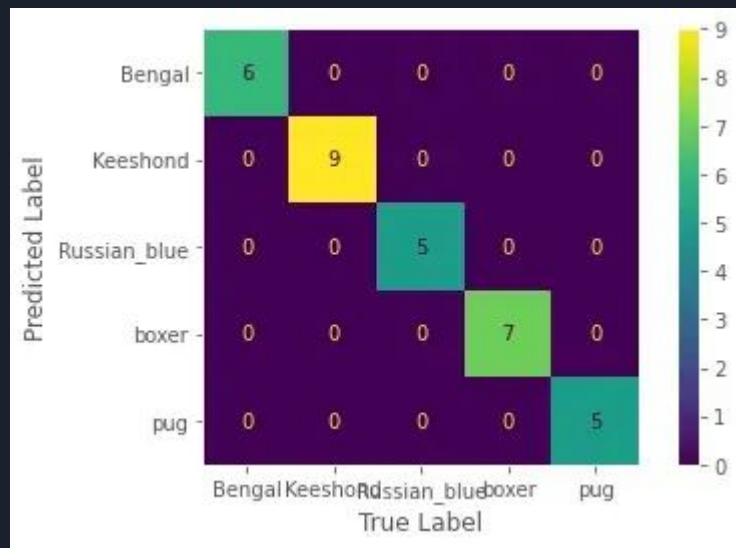 Bengal 6 0 0 0 0
Keeshond 0 9 0 0 0
Russian_blue 0 0 5 0 0
boxer 0 0 0 7 0
pug 0 0 0 0 5
Bengal Keeshond Russian_blue boxer pug
True Label
Predicted Label
9
8
7
6
5
4
3
2
1
0